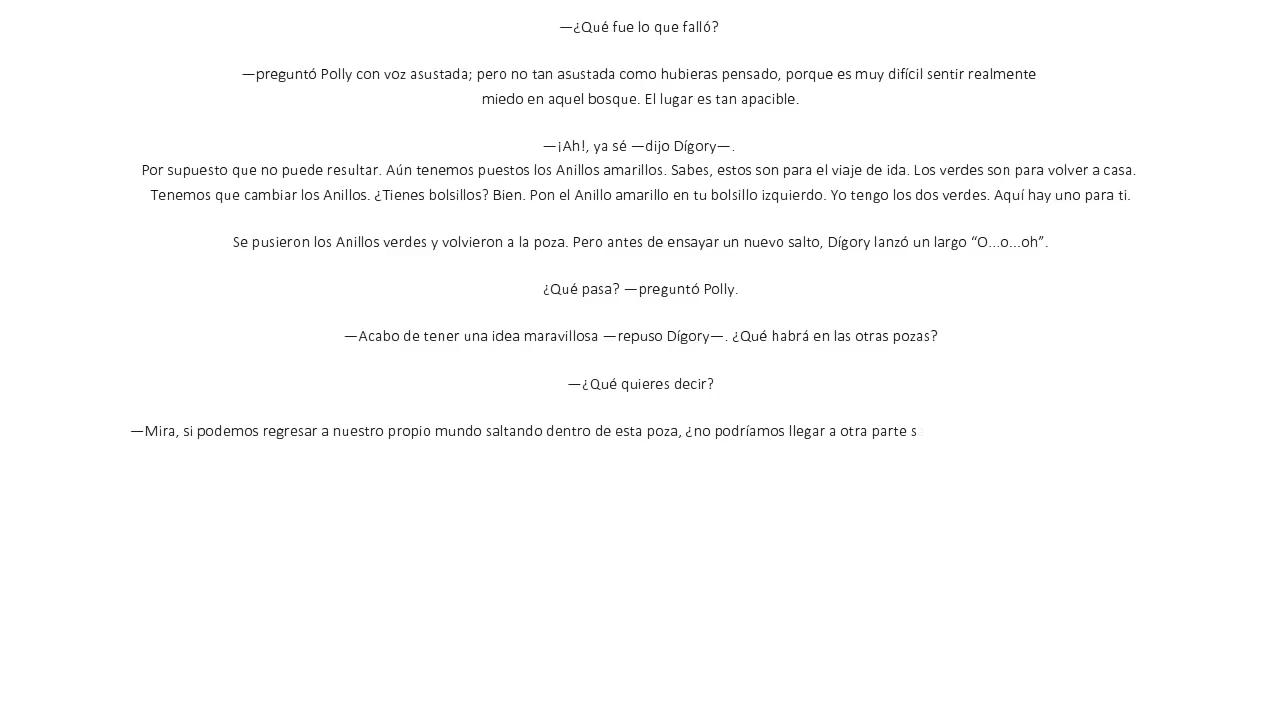 —¿Qué fue lo que falló?
—preguntó Polly con voz asustada; pero no tan asustada como hubieras pensado, porque es muy difícil sentir realmente
miedo en aquel bosque. El lugar es tan apacible.
—¡Ah!, ya sé —dijo Dígory—.
Por supuesto que no puede resultar. Aún tenemos puestos los Anillos amarillos. Sabes, estos son para el viaje de ida. Los verdes son para volver a casa.
Tenemos que cambiar los Anillos. ¿Tienes bolsillos? Bien. Pon el Anillo amarillo en tu bolsillo izquierdo. Yo tengo los dos verdes. Aquí hay uno para ti.
Se pusieron los Anillos verdes y volvieron a la poza. Pero antes de ensayar un nuevo salto, Dígory lanzó un largo “O...o...oh”.
¿Qué pasa? —preguntó Polly.
—Acabo de tener una idea maravillosa —repuso Dígory—. ¿Qué habrá en las otras pozas?
—¿Qué quieres decir?
—Mira, si podemos regresar a nuestro propio mundo saltando dentro de esta poza, ¿no podríamos llegar a otra parte s